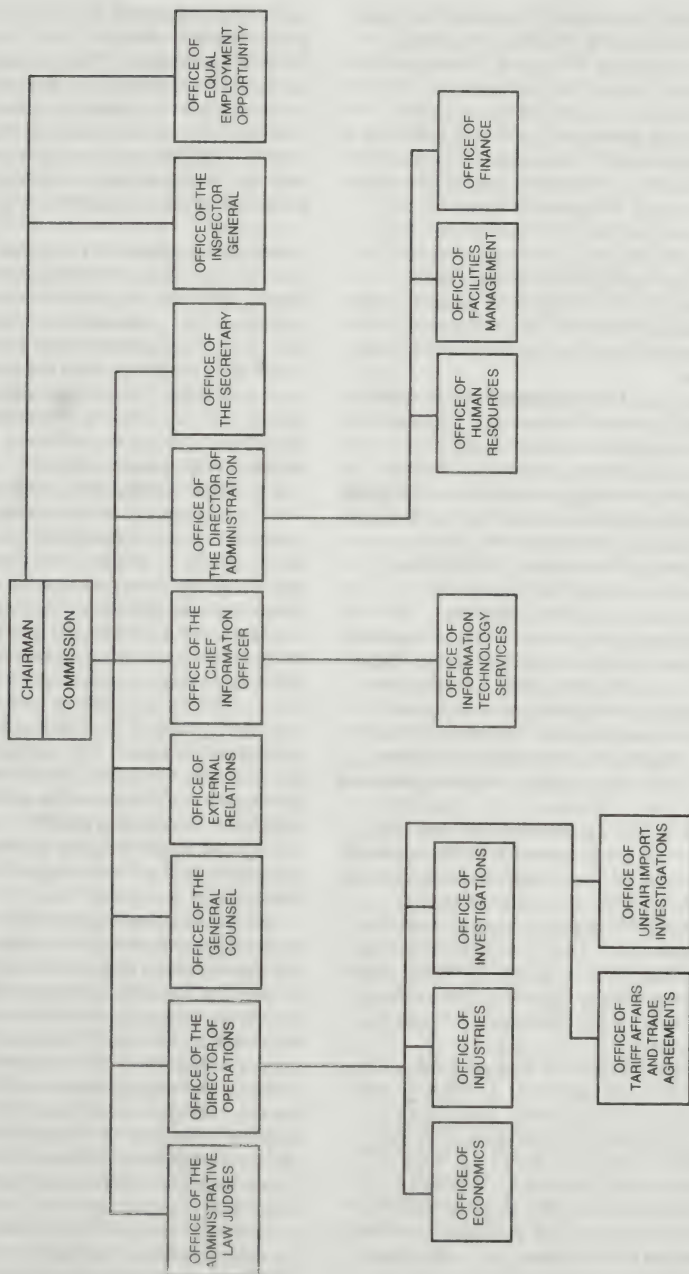 CHAIRMAN
COMMISSION
OFFICE OF THE
ADMINISTRATIVE
LAW JUDGES
OFFICE OF THE
DIRECTOR OF
OPERATIONS
OFFICE OF THE
GENERAL
COUNSEL
OFFICE OF
EXTERNAL
RELATIONS
OFFICE OF THE
CHIEF
INFORMATION
OFFICER
OFFICE OF
THE DIRECTOR OF
ADMINISTRATION
OFFICE OF
THE SECRETARY
OFFICE OF THE
INSPECTOR
GENERAL
OFFICE OF
EQUAL
EMPLOYMENT
OPPORTUNITY
OFFICE OF
ECONOMICS
OFFICE OF
INDUSTRIES
OFFICE OF
INVESTIGATIONS
OFFICE OF
INFORMATION
TECHNOLOGY
SERVICES
OFFICE OF
HUMAN
RESOURCES
OFFICE OF
FACILITIES
MANAGEMENT
OFFICE OF
FINANCE
OFFICE OF
TARIFF AFFAIRS
AND TRADE
AGREEMENTS
OFFICE OF
UNFAIR IMPORT
INVESTIGATIONS